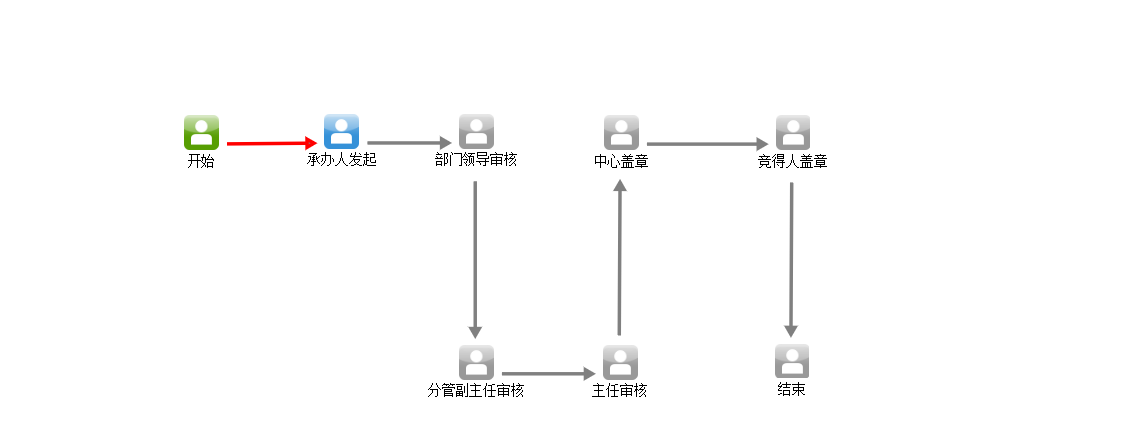 开始
承办人发起
部门领导审核
中心盖章
竞得人盖章
分管副主任审核
主任审核
结束